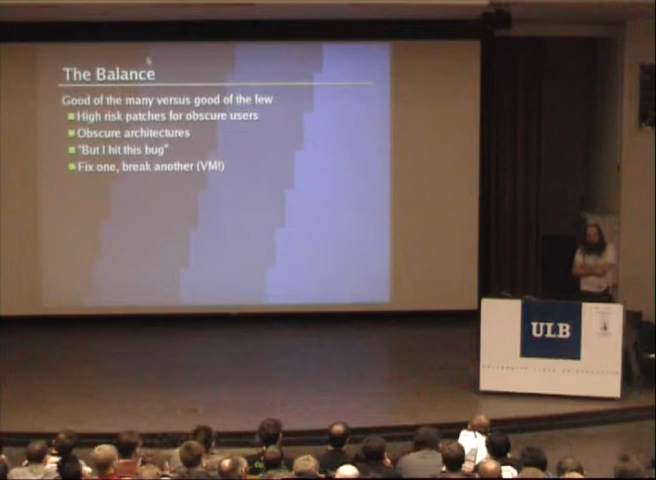 The Balance
Good of the many versus good of the few
High risk patches for obscure users
Obscure architectures
"But I hit this bug"
Fix one, break another (VM!)
ULB